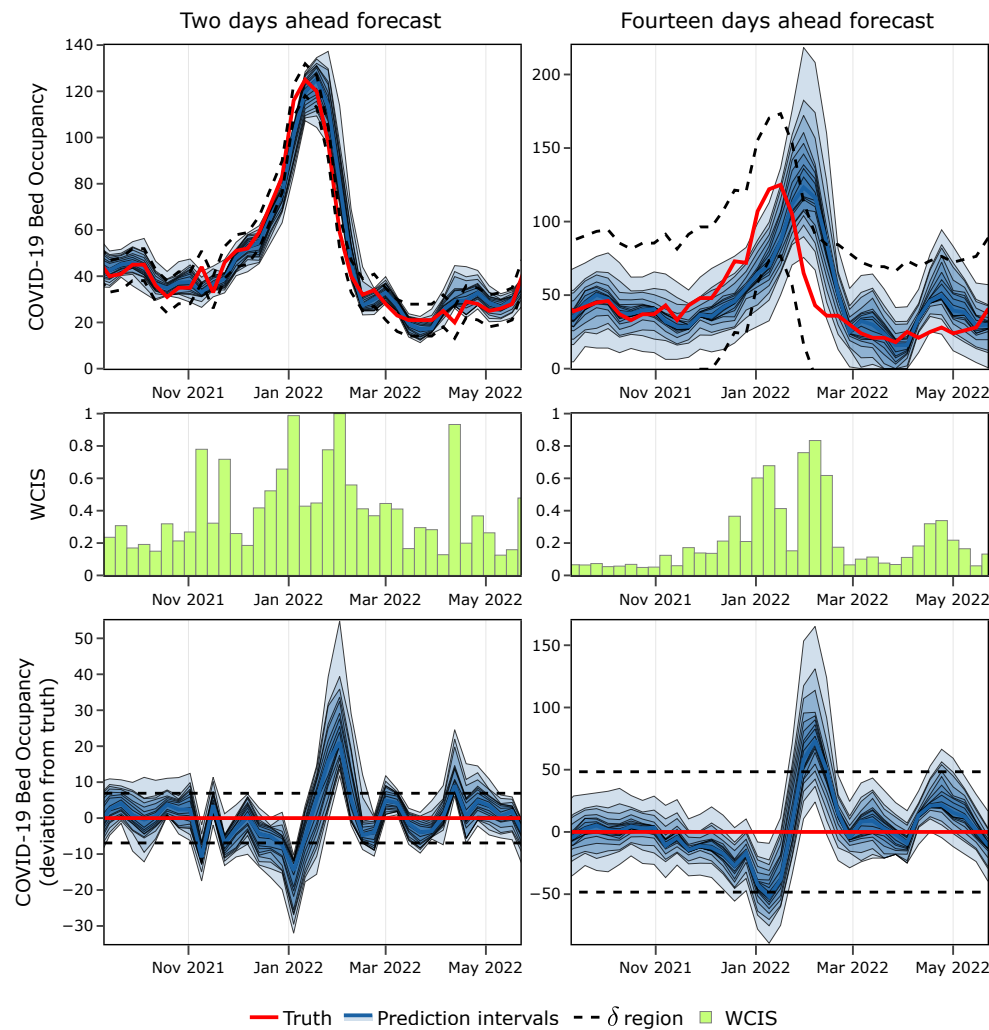 Two days ahead forecast
Fourteen days ahead forecast
COVID-19 Bed Occupancy
140
120
100
80
60
40
20
0
Nov 2021
Jan 2022
Mar 2022
May 2022
200
150
100
50
0
Nov 2021
Jan 2022
Mar 2022
May 2022
WCIS
1
0.8
0.6
0.4
0.2
0
Nov 2021
Jan 2022
Mar 2022
May 2022
1
0.8
0.6
0.4
0.2
0
Nov 2021
Jan 2022
Mar 2022
May 2022
COVID-19 Bed Occupancy
(deviation from truth)
50
40
30
20
10
0
−10
−20
−30
Nov 2021
Jan 2022
Mar 2022
May 2022
150
100
50
0
−50
Nov 2021
Jan 2022
Mar 2022
May 2022
Truth
Prediction intervals
δ region
WCIS